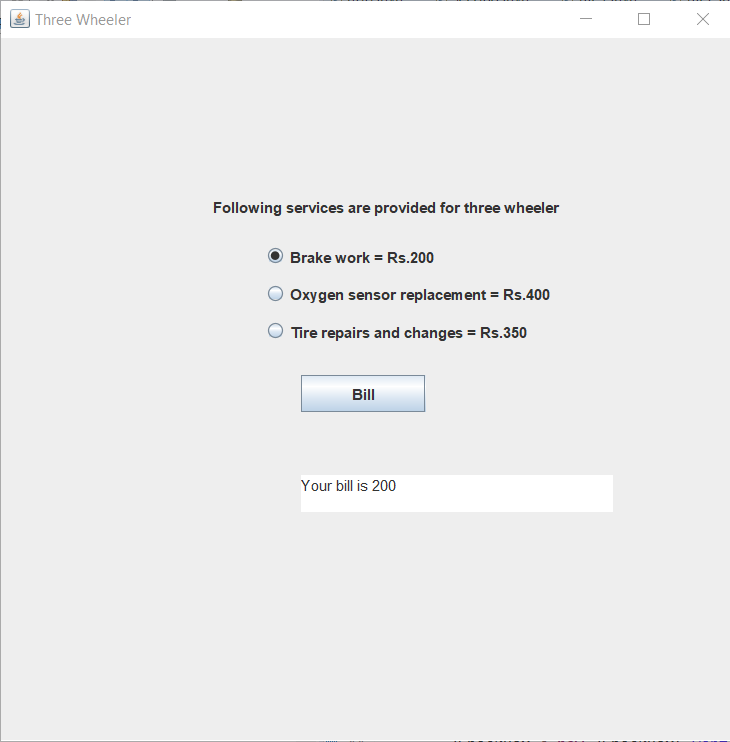 Three Wheeler
Following services are provided for three wheeler
Brake work = Rs.200
Oxygen sensor replacement = Rs.400
Tire repairs and changes = Rs.350
Bill
Your bill is 200